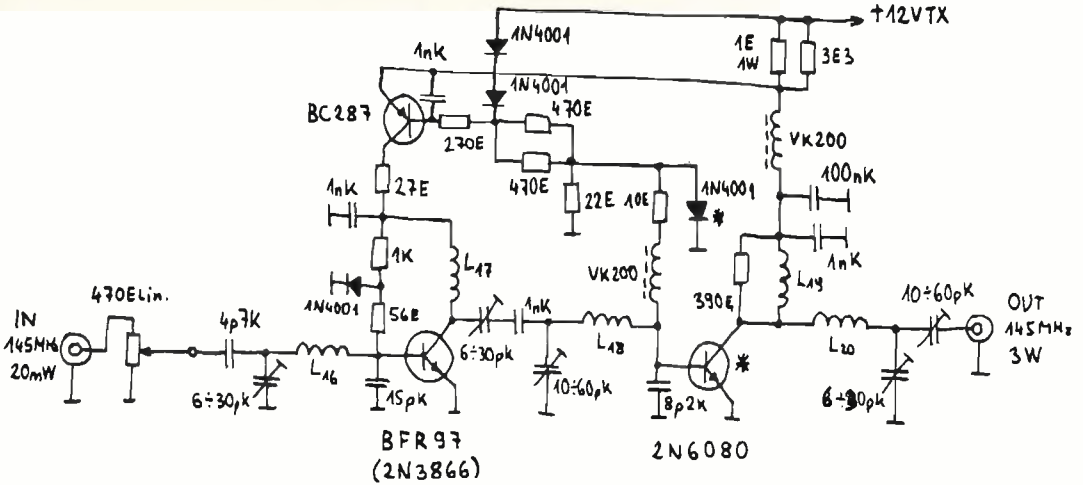 +12VTX
1N4001
1nK
1E
1W
3E3
1N4001
BC287
470E
270E
VK200
470E
1N4001
100nK
27E
22E
10E
*
1nK
1K
L17
VK200
1nK
L19
1N4001
390E
470E Lin.
10÷60pK
OUT
145MHz
3W
IN
145MHz
20mW
4p7K
56E
1nK
6÷30pK
L18
L16
L20
*
6÷30pK
15pK
10÷60pK
8p2K
BFR97
(2N3866)
2N6080